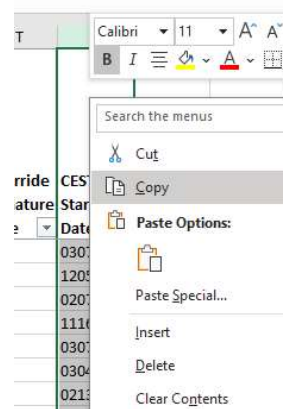 T
Calibri 11 A^ A
B I A
Search the menus
Cut
Copy
Paste Options:
Paste Special...
Insert
Delete
Clear Contents
rride CES
ature Star
e Date
0307
1205
0207
1116
0307
0304
0213